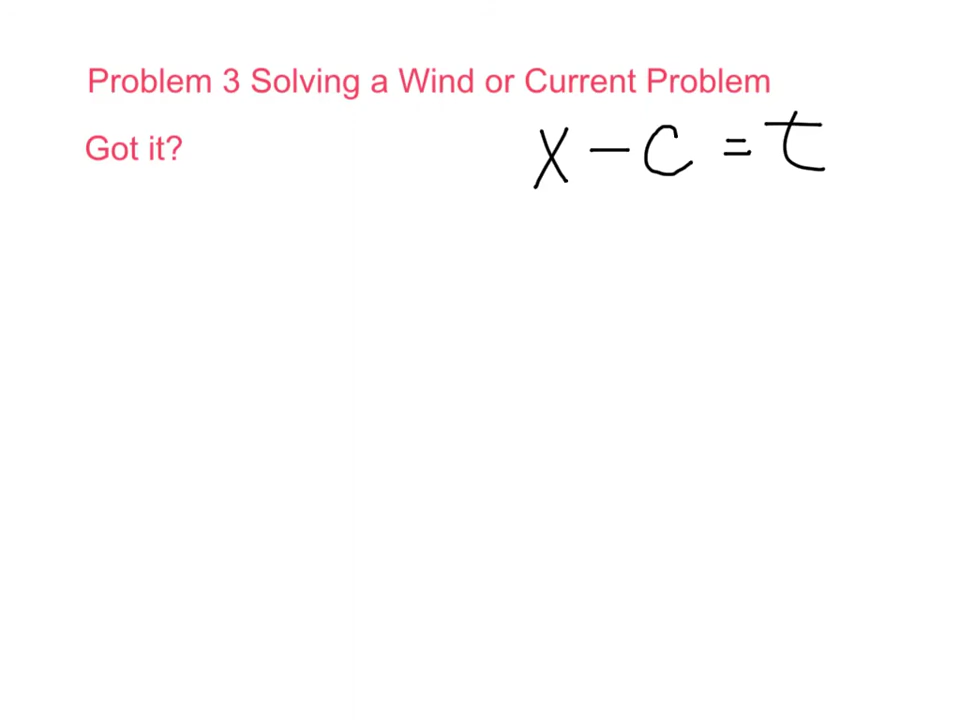 Problem 3 Solving a Wind or Current Problem
Got it?
x - c = t